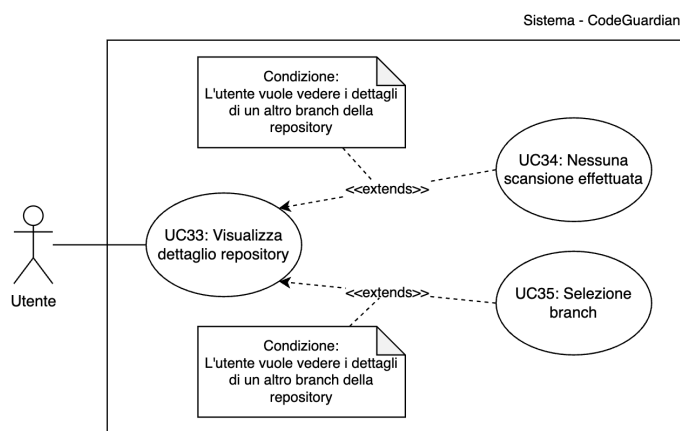 Sistema - CodeGuardian
Condizione:
L'utente vuole vedere i dettagli
di un altro branch della
repository
UC34: Nessuna
scansione effettuata
<<extends>>
UC33: Visualizza
dettaglio repository
Utente
<<extends>>
UC35: Selezione
branch
Condizione:
L'utente vuole vedere i dettagli
di un altro branch della
repository